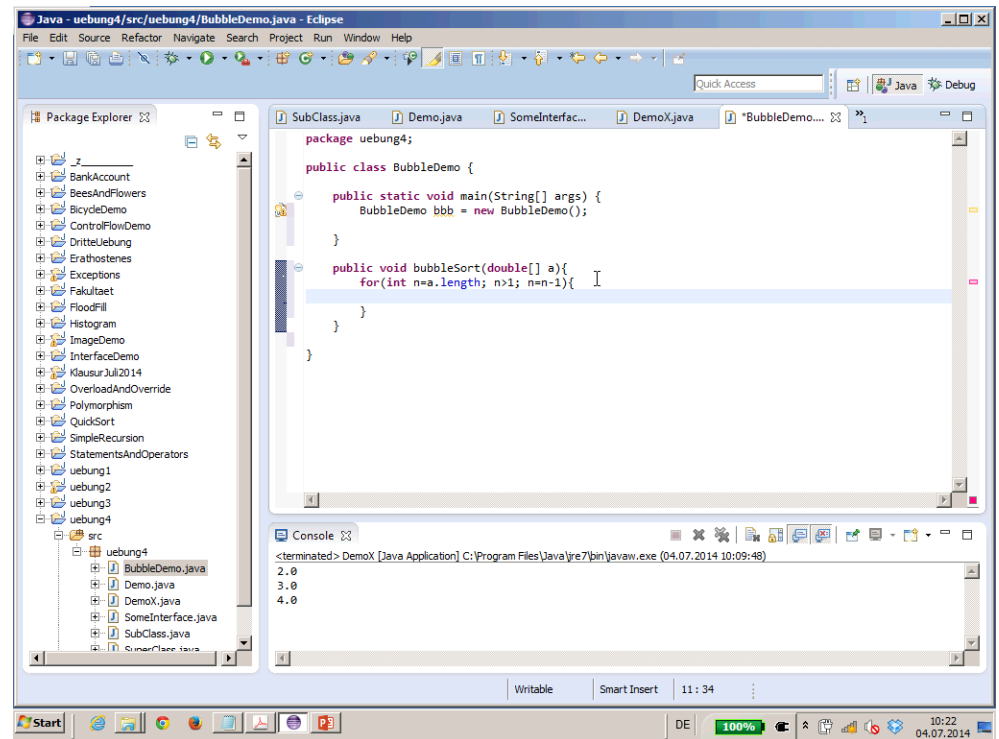 Java - uebung4/src/uebung4/BubbleDemo.java - Eclipse
File Edit Source Refactor Navigate Search Project Run Window Help
Quick Access
Java
Debug
Package Explorer
_z_________
BankAccount
BeesAndFlowers
BicycleDemo
ControlFlowDemo
DritteUebung
Erathostenes
Exceptions
Fakultaet
FloodFill
Histogram
ImageDemo
InterfaceDemo
KlausurJuli2014
OverloadAndOverride
Polymorphism
QuickSort
SimpleRecursion
StatementsAndOperators
uebung1
uebung2
uebung3
uebung4
src
uebung4
BubbleDemo.java
Demo.java
DemoX.java
SomeInterface.java
SubClass.java
SuperClass.java
SubClass.java Demo.java SomeInterfac... DemoX.java *BubbleDemo.... »1
package uebung4;
public class BubbleDemo {
public static void main(String[] args) {
BubbleDemo bbb = new BubbleDemo();
}
public void bubbleSort(double[] a){
for(int n=a.length; n>1; n=n-1){
}
}
}
Console
<terminated> DemoX [Java Application] C:\Program Files\Java\jre7\bin\javaw.exe (04.07.2014 10:09:48)
2.0
3.0
4.0
Writable Smart Insert 11 : 34
Start
DE 100% 10:22
04.07.2014